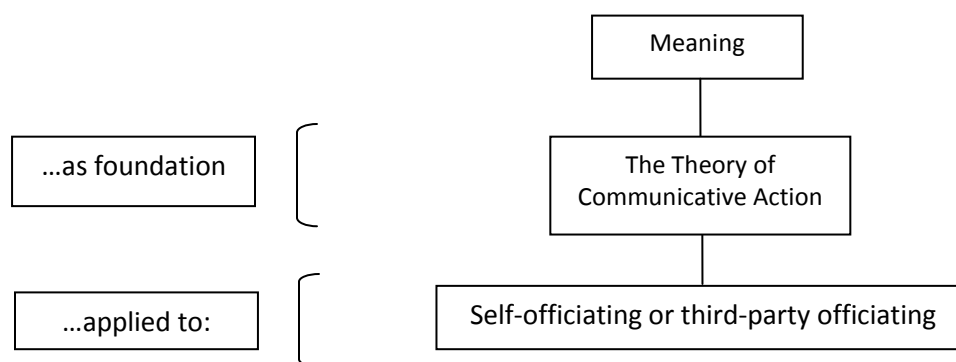 Meaning
…as foundation
The Theory of
Communicative Action
…applied to:
Self-officiating or third-party officiating